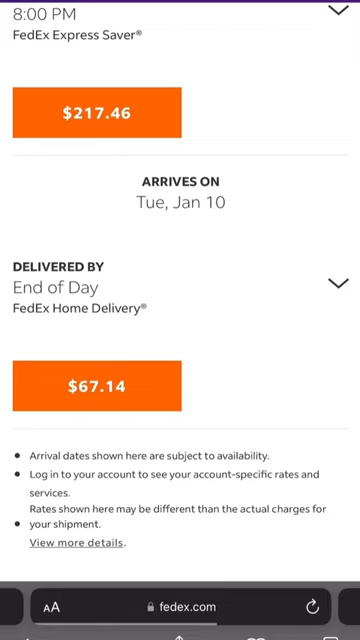 8:00 PM
FedEx Express Saver®
$217.46
ARRIVES ON
Tue, Jan 10
DELIVERED BY
End of Day
FedEx Home Delivery®
$67.14
• Arrival dates shown here are subject to availability.
• Log in to your account to see your account-specific rates and
services.
Rates shown here may be different than the actual charges for
• your shipment.
View more details.
AA
fedex.com